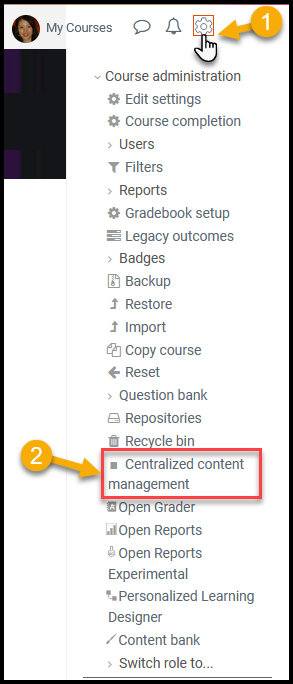 My Courses
1
Course administration
Edit settings
Course completion
Users
Filters
Reports
Gradebook setup
Legacy outcomes
Badges
Backup
Restore
Import
Copy course
Reset
Question bank
Repositories
Recycle bin
2
Centralized content
management
Open Grader
Open Reports
Open Reports
Experimental
Personalized Learning
Designer
Content bank
Switch role to...